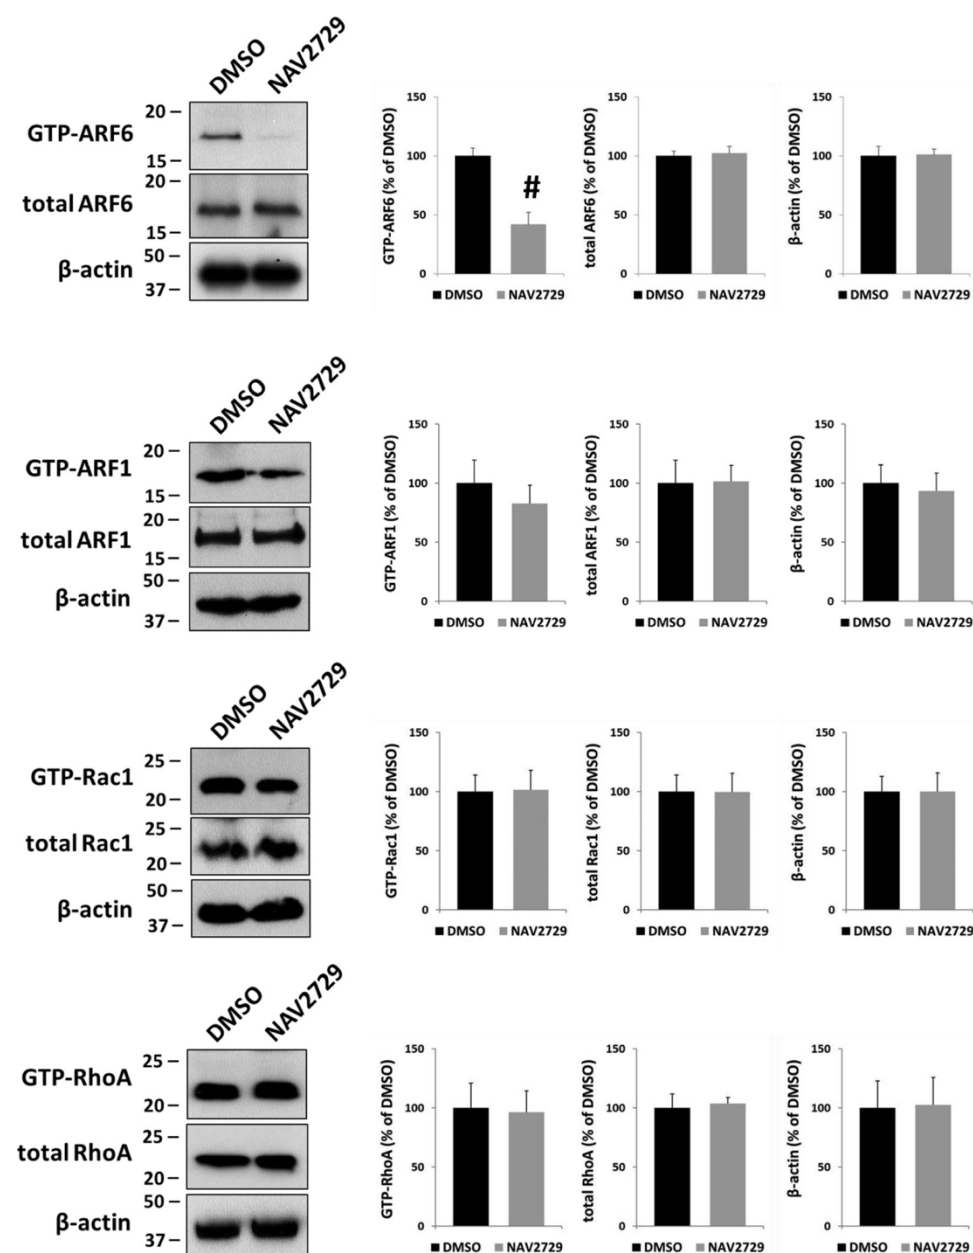 DMSO NAV2729
GTP-ARF6 20 – 15 –
total ARF6 20 – 15 –
β-actin 50 – 37 –
GTP-ARF6 (% of DMSO) 150 100 50 0 #
■ DMSO ■ NAV2729
total ARF6 (% of DMSO) 150 100 50 0
■ DMSO ■ NAV2729
β-actin (% of DMSO) 150 100 50 0
■ DMSO ■ NAV2729
DMSO NAV2729
GTP-ARF1 20 – 15 –
total ARF1 20 – 15 –
β-actin 50 – 37 –
GTP-ARF1 (% of DMSO) 150 100 50 0
■ DMSO ■ NAV2729
total ARF1 (% of DMSO) 150 100 50 0
■ DMSO ■ NAV2729
β-actin (% of DMSO) 150 100 50 0
■ DMSO ■ NAV2729
DMSO NAV2729
GTP-Rac1 25 – 20 –
total Rac1 25 – 20 –
β-actin 50 – 37 –
GTP-Rac1 (% of DMSO) 150 100 50 0
■ DMSO ■ NAV2729
total Rac1 (% of DMSO) 150 100 50 0
■ DMSO ■ NAV2729
β-actin (% of DMSO) 150 100 50 0
■ DMSO ■ NAV2729
DMSO NAV2729
GTP-RhoA 25 – 20 –
total RhoA 25 – 20 –
β-actin 50 – 37 –
GTP-RhoA (% of DMSO) 150 100 50 0
■ DMSO ■ NAV2729
total RhoA (% of DMSO) 150 100 50 0
■ DMSO ■ NAV2729
β-actin (% of DMSO) 150 100 50 0
■ DMSO ■ NAV2729